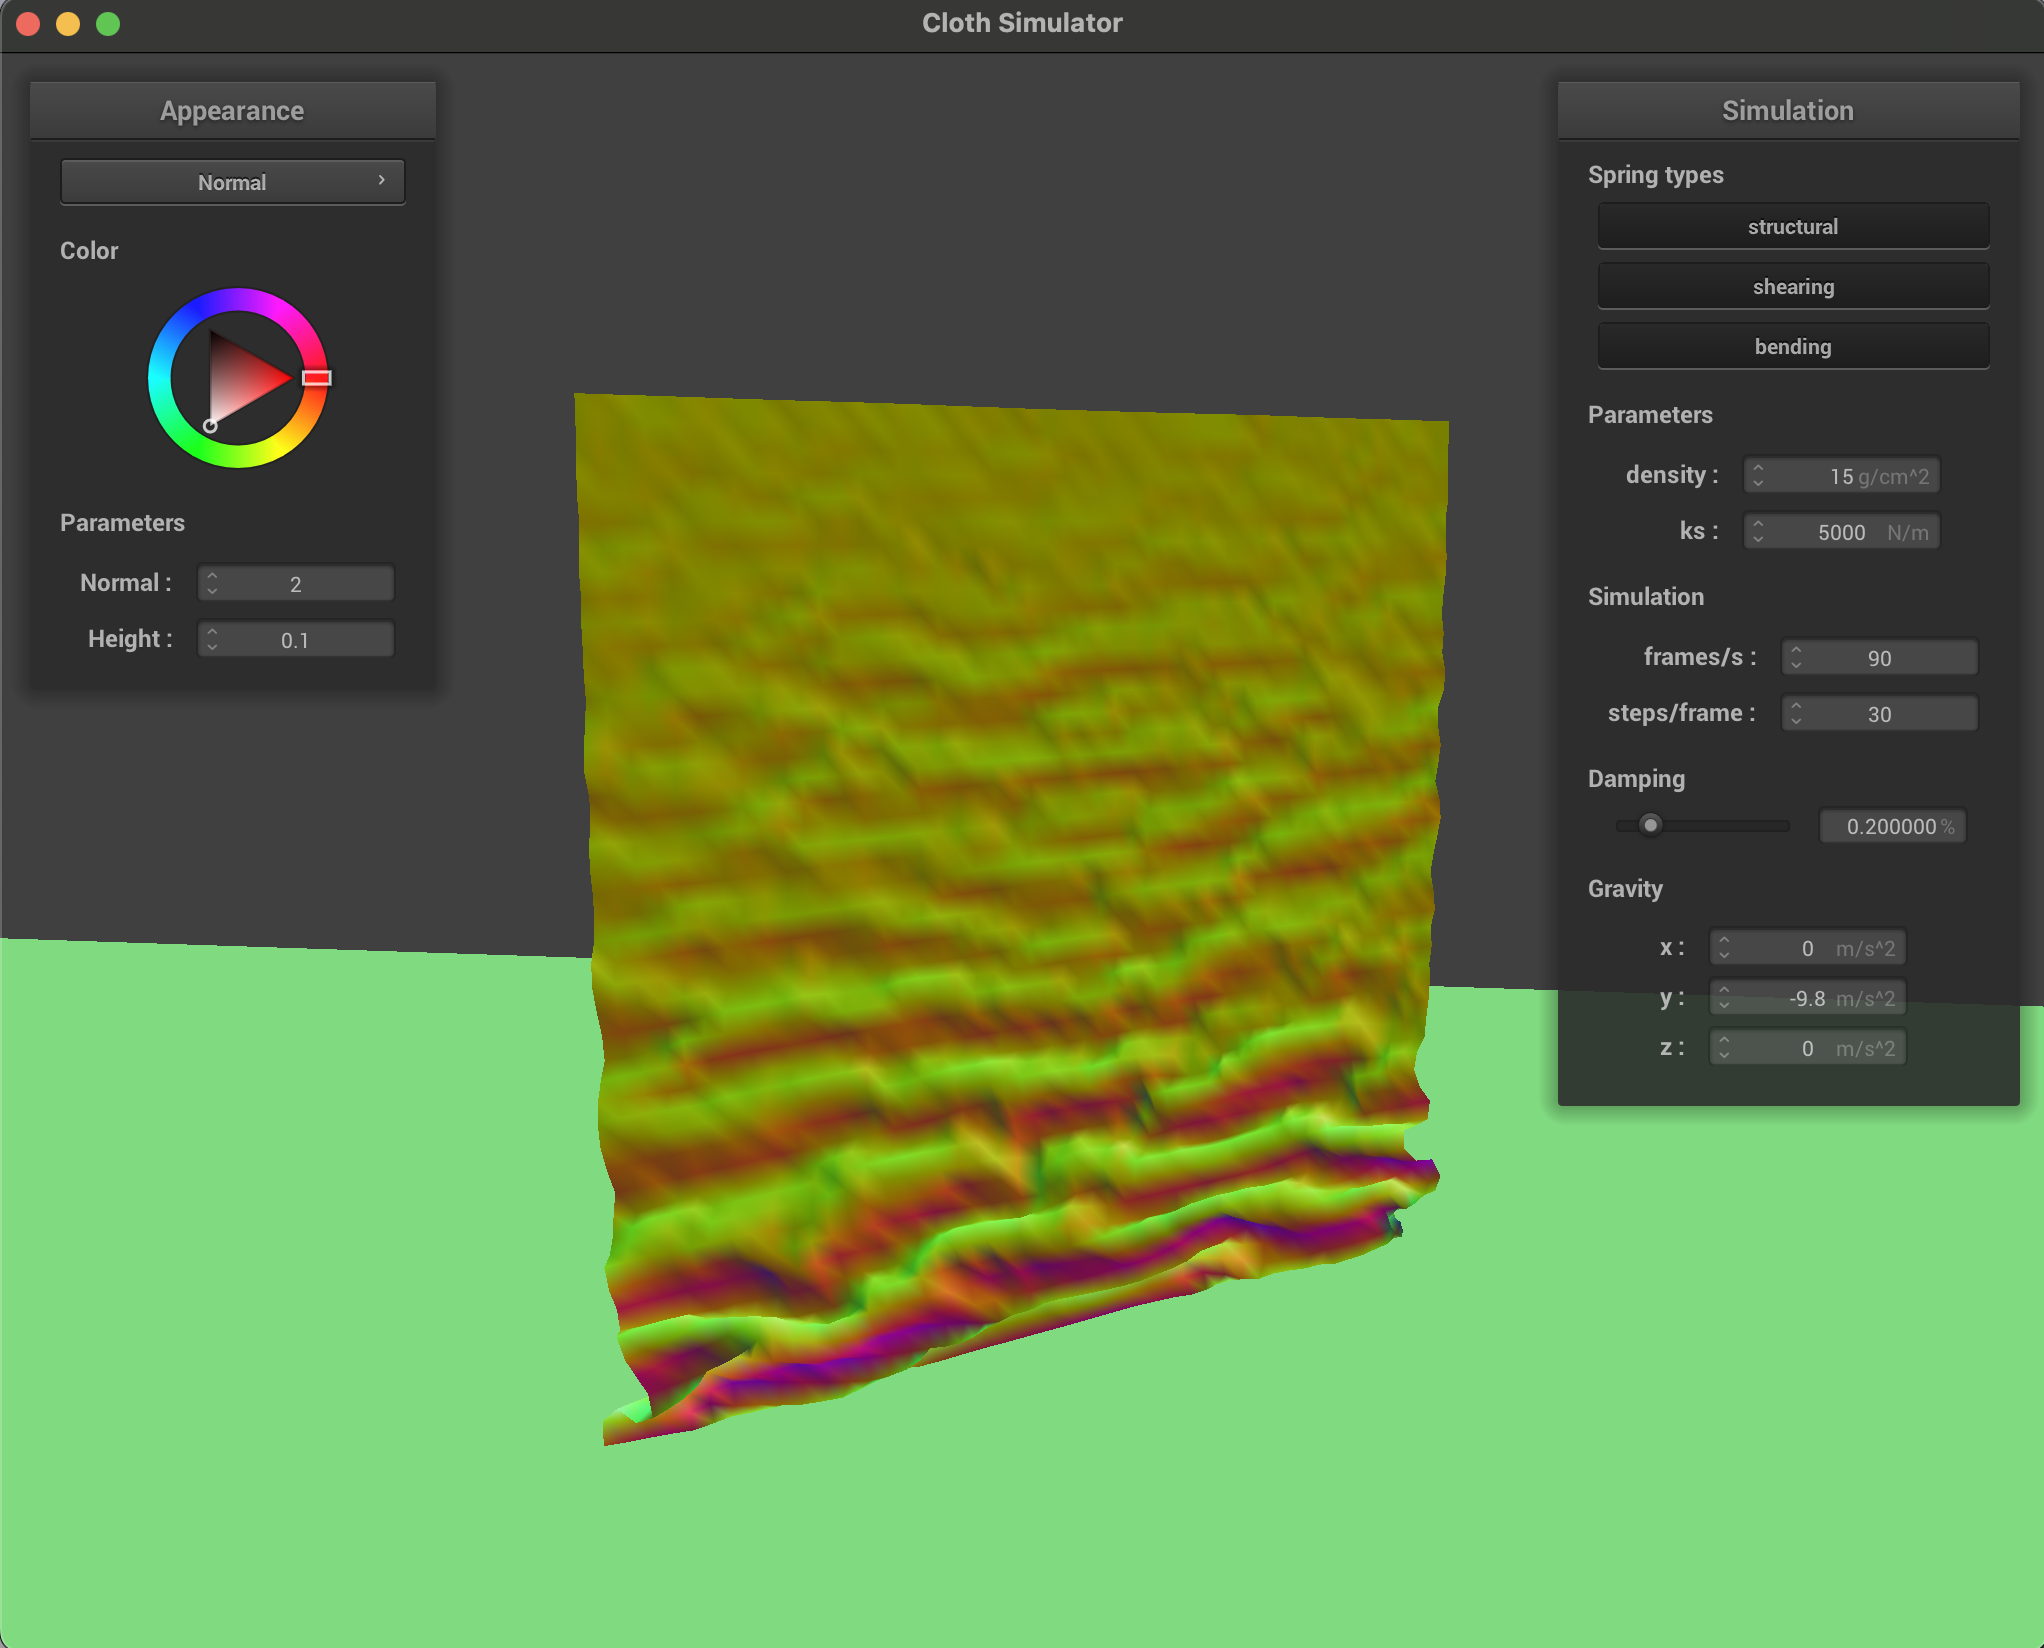 Cloth Simulator
Appearance
Normal
Color
Parameters
Normal : 2
Height : 0.1
Simulation
Spring types
structural
shearing
bending
Parameters
density : 15 g/cm^2
ks : 5000 N/m
Simulation
frames/s : 90
steps/frame : 30
Damping
0.200000 %
Gravity
x : 0 m/s^2
y : -9.8 m/s^2
z : 0 m/s^2